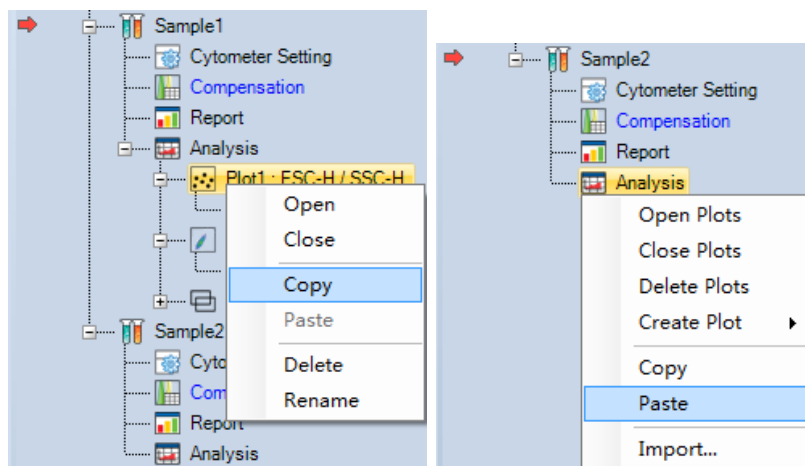 Sample1
Cytometer Setting
Compensation
Report
Analysis
Plot1 : FSC-H / SSC-H
Open
Close
Copy
Paste
Delete
Rename
Sample2
Report
Analysis
Sample2
Cytometer Setting
Compensation
Report
Analysis
Open Plots
Close Plots
Delete Plots
Create Plot
Copy
Paste
Import...